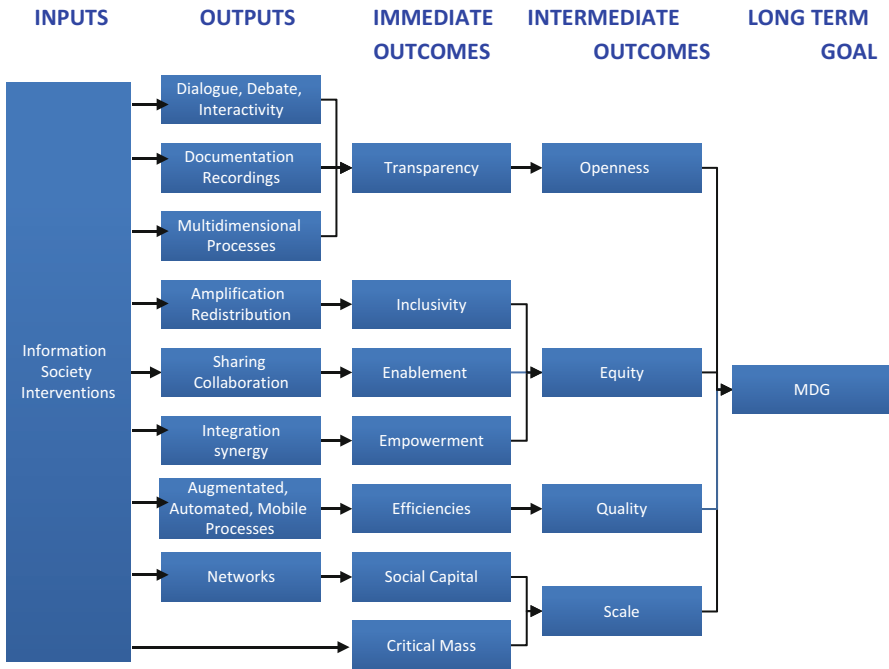 INPUTS
OUTPUTS
IMMEDIATE
OUTCOMES
INTERMEDIATE
OUTCOMES
LONG TERM
GOAL
Information
Society
Interventions
Dialogue, Debate,
Interactivity
Documentation
Recordings
Multidimensional
Processes
Amplification
Redistribution
Sharing
Collaboration
Integration
synergy
Augmentated,
Automated, Mobile
Processes
Networks
Transparency
Inclusivity
Enablement
Empowerment
Efficiencies
Social Capital
Critical Mass
Openness
Equity
Quality
Scale
MDG